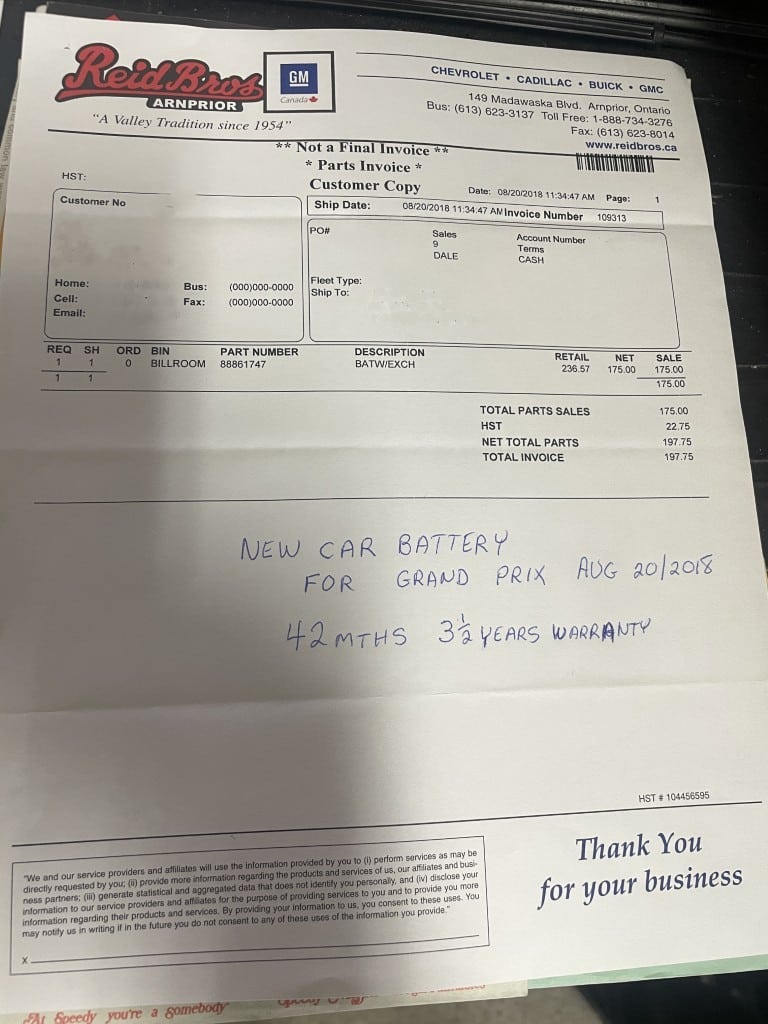 Reid Bros
ARNPRIOR
GM
Canada
"A Valley Tradition since 1954"
CHEVROLET • CADILLAC • BUICK • GMC
149 Madawaska Blvd. Arnprior, Ontario
Bus: (613) 623-3137 Toll Free: 1-888-734-3276
Fax: (613) 623-8014
www.reidbros.ca
** Not a Final Invoice **
* Parts Invoice *
Customer Copy
HST:
Date: 08/20/2018 11:34:47 AM Page: 1
Customer No
Ship Date: 08/20/2018 11:34:47 AM Invoice Number 109313
PO# Sales Account Number
9 Terms
DALE CASH
Home: Bus: (000)000-0000
Cell: Fax: (000)000-0000
Email:
Fleet Type:
Ship To:
REQ SH ORD BIN PART NUMBER DESCRIPTION RETAIL NET SALE
1 1 0 BILLROOM 88861747 BATW/EXCH 236.57 175.00 175.00
1 1 175.00
TOTAL PARTS SALES 175.00
HST 22.75
NET TOTAL PARTS 197.75
TOTAL INVOICE 197.75
NEW CAR BATTERY
FOR GRAND PRIX AUG 20/2018
42 MTHS 3½ YEARS WARRANTY
HST # 104456595
"We and our service providers and affiliates will use the information provided by you to (i) perform services as may be
directly requested by you; (ii) provide more information regarding the products and services of us, our affiliates and busi-
ness partners; (iii) generate statistical and aggregated data that does not identify you personally, and (iv) disclose your
information to our service providers and affiliates for the purpose of providing services to you and to provide you more
information regarding their products and services. By providing your information to us, you consent to these uses. You
may notify us in writing if in the future you do not consent to any of these uses of the information you provide."
X
Thank You
for your business
"At Speedy you're a somebody"